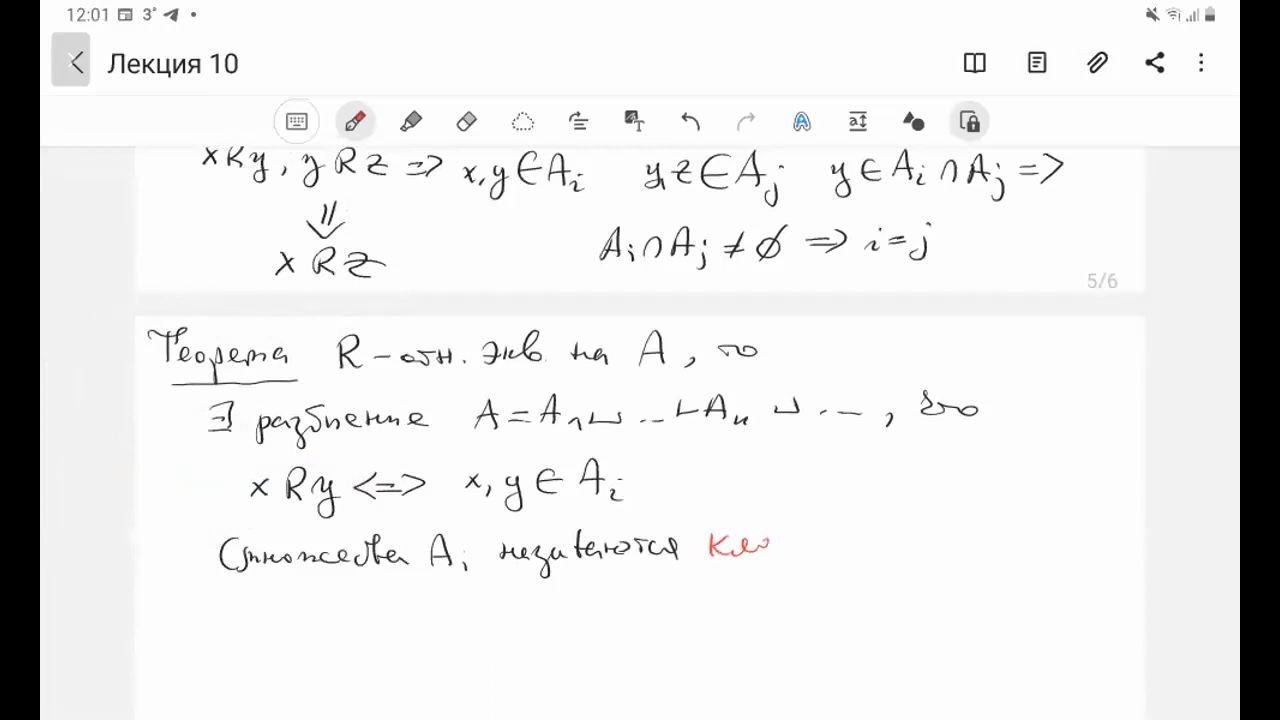 12:01 3°
Лекция 10
xRy, yRz => x,y∈Ai y,z∈Aj y∈Ai∩Aj =>
⇓
xRz Ai∩Aj ≠ ∅ => i=j
5/6
Теорема R - отн. экв. на A, то
∃ разбиение A = A1 ⊔ ... ⊔ An ⊔ ..., что
xRy <=> x, y ∈ Ai
(множества Ai называются кла